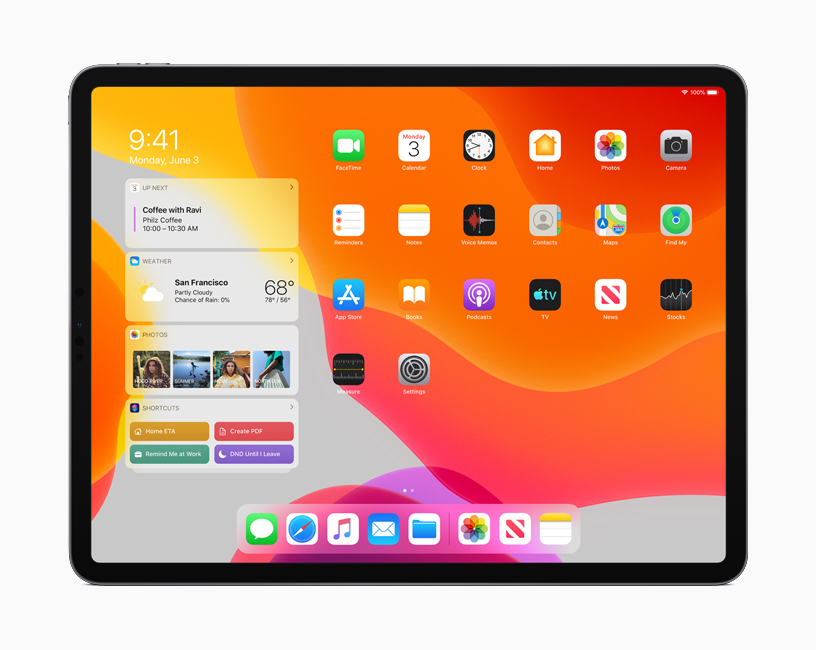 100%
9:41
Monday, June 3
3
UP NEXT
Coffee with Ravi
Philz Coffee
10:00 – 10:30 AM
WEATHER
San Francisco
Partly Cloudy
Chance of Rain: 0%
68°
78° / 56°
PHOTOS
SUMMER
SHORTCUTS
Home ETA
Create PDF
Remind Me at Work
DND Until I Leave
Monday
3
FaceTime
Calendar
Clock
Home
Photos
Camera
Reminders
Notes
Voice Memos
Contacts
Maps
Find My
280
tv
App Store
Books
Podcasts
TV
News
Stocks
Measure
Settings